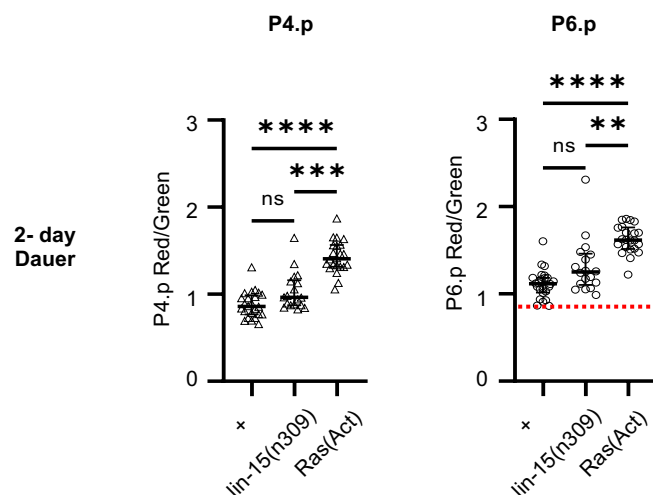 P4.p
P6.p
2- day
Dauer
P4.p Red/Green
3
2
1
0
****
***
ns
+
lin-15(n309)
Ras(Act)
P6.p Red/Green
3
2
1
0
****
**
ns
+
lin-15(n309)
Ras(Act)